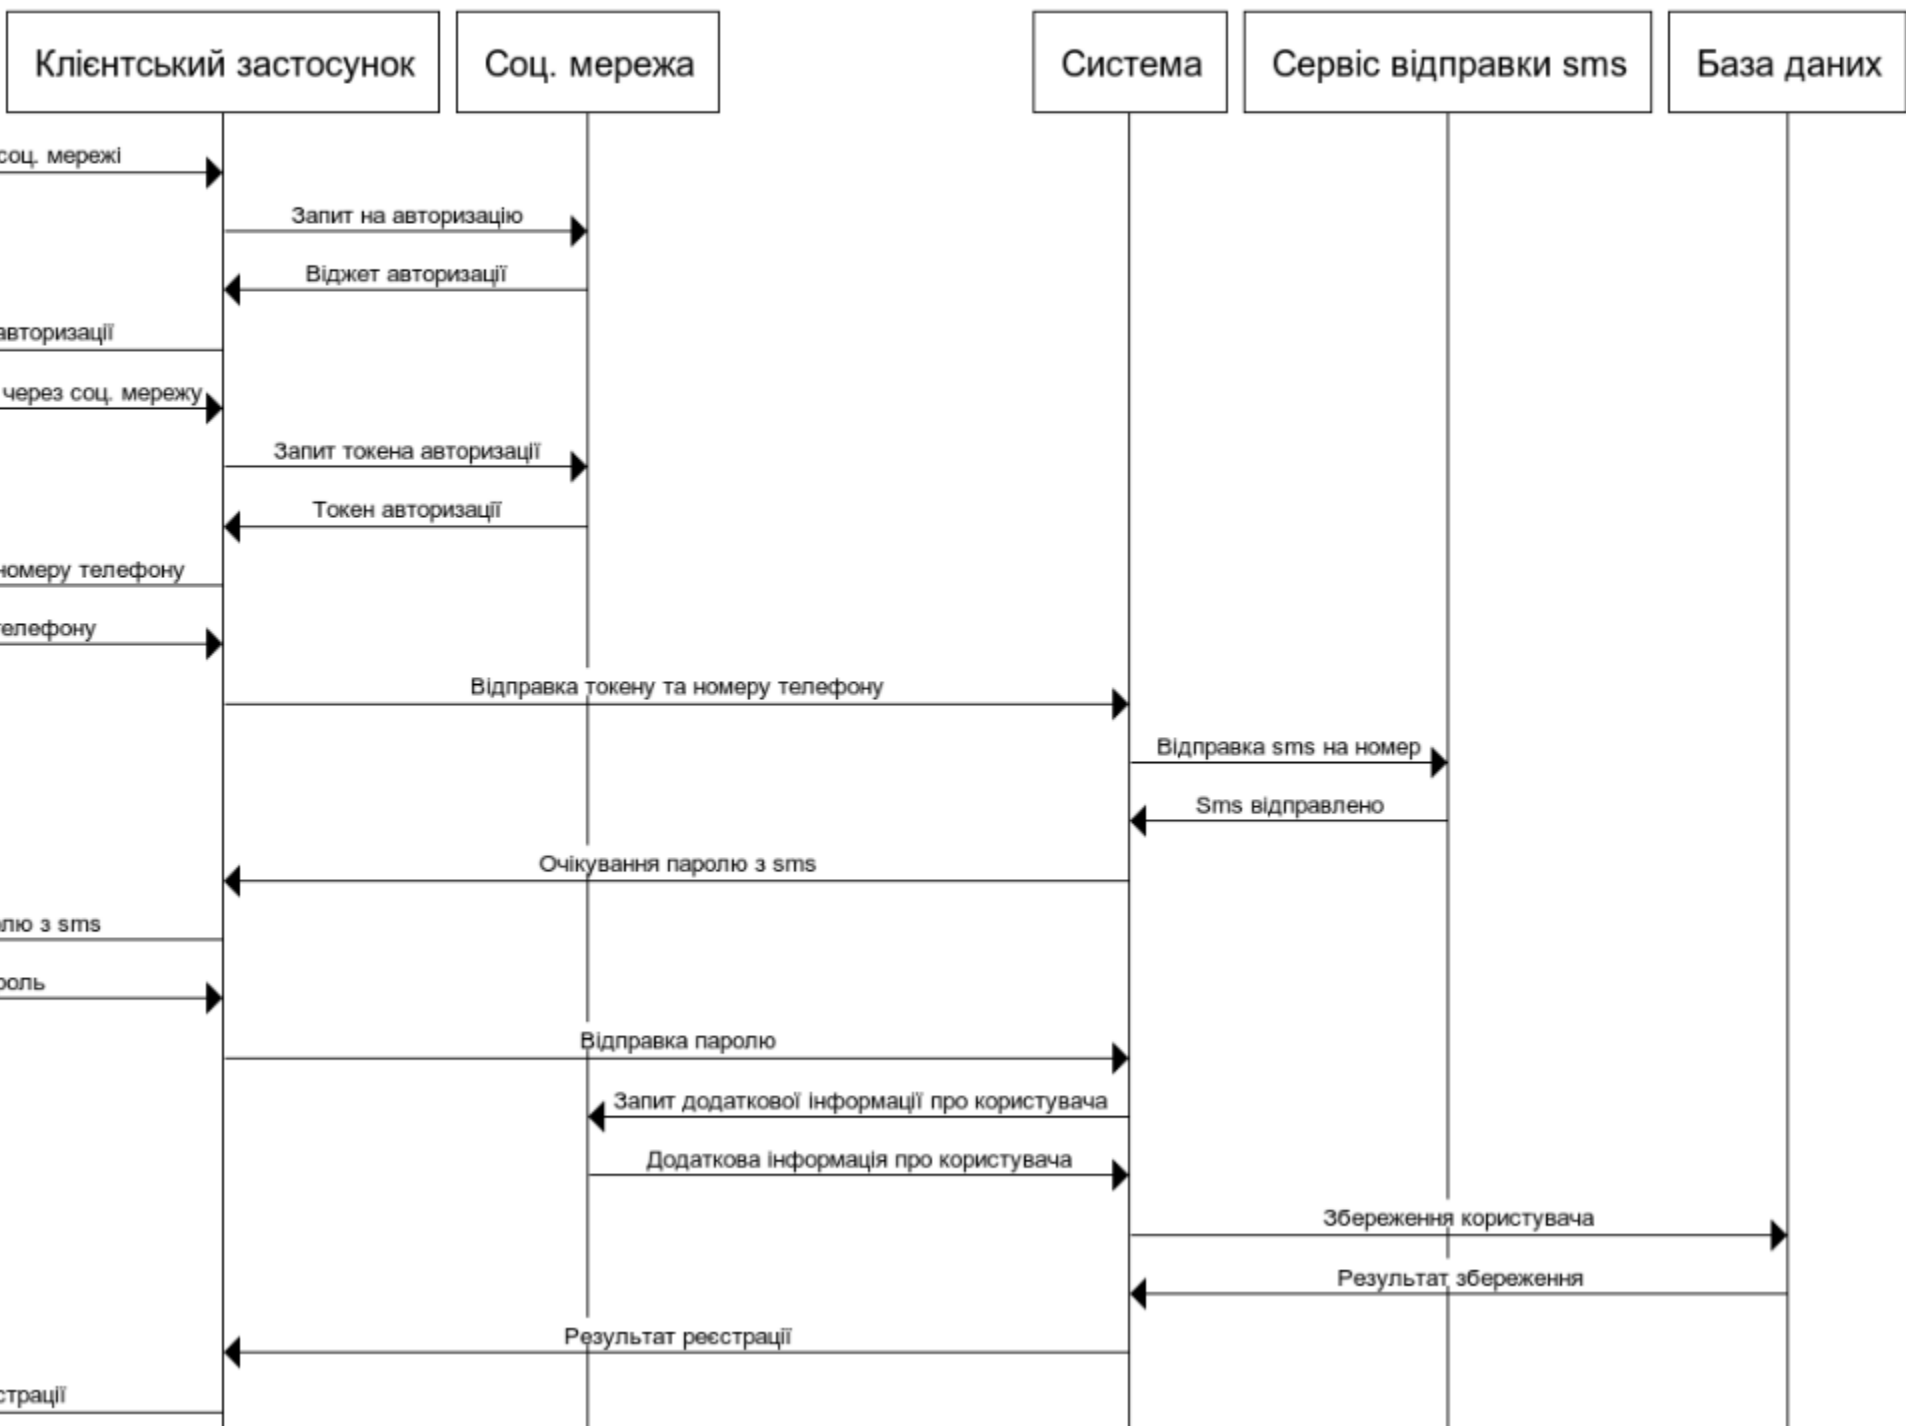 Клієнтський застосунок
Соц. мережа
Система
Сервіс відправки sms
База даних
соц. мережі
Запит на авторизацію
Віджет авторизації
авторизації
через соц. мережу
Запит токена авторизації
Токен авторизації
номеру телефону
телефону
Відправка токену та номеру телефону
Відправка sms на номер
Sms відправлено
Очікування паролю з sms
лю з sms
роль
Відправка паролю
Запит додаткової інформації про користувача
Додаткова інформація про користувача
Збереження користувача
Результат збереження
Результат реєстрації
страції